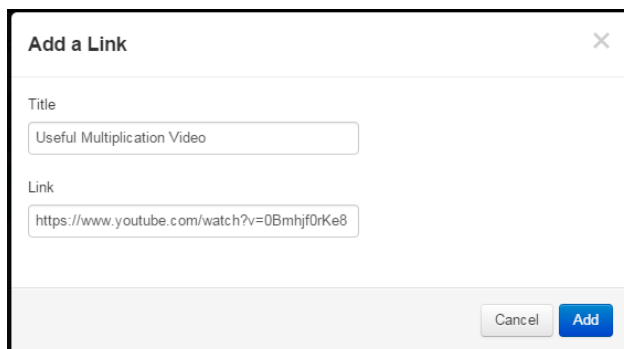 Add a Link
×
Title
Useful Multiplication Video
Link
https://www.youtube.com/watch?v=0Bmhjf0rKe8
Cancel Add